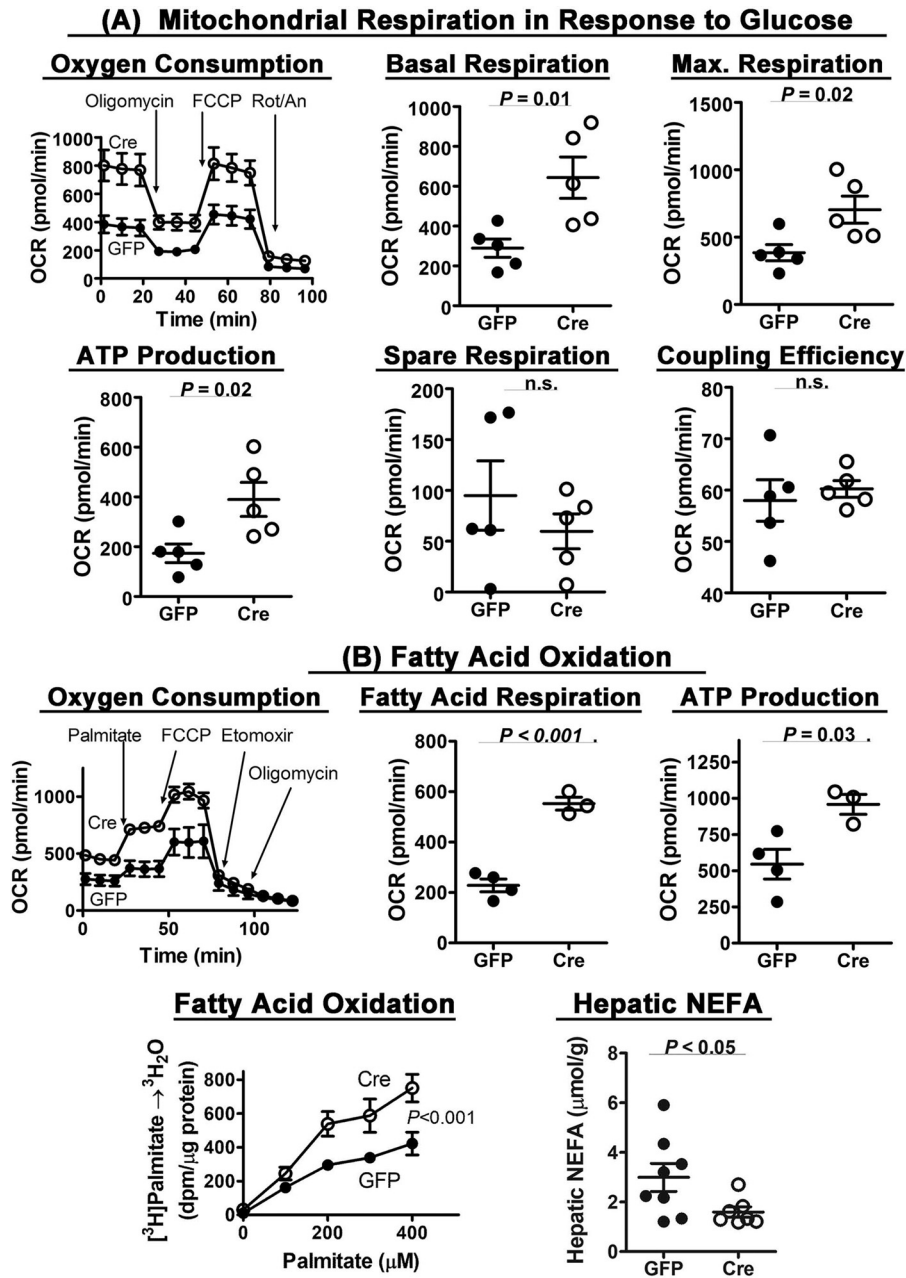 (A) Mitochondrial Respiration in Response to Glucose
Oxygen Consumption
Oligomycin
FCCP
Rot/An
1000
800
600
400
200
0
Cre
GFP
OCR (pmol/min)
0 20 40 60 80 100
Time (min)
Basal Respiration
P = 0.01
1000
800
600
400
200
0
OCR (pmol/min)
GFP Cre
Max. Respiration
P = 0.02
1500
1000
500
0
OCR (pmol/min)
GFP Cre
ATP Production
P = 0.02
800
600
400
200
0
OCR (pmol/min)
GFP Cre
Spare Respiration
n.s.
200
150
100
50
0
OCR (pmol/min)
GFP Cre
Coupling Efficiency
n.s.
80
70
60
50
40
OCR (pmol/min)
GFP Cre
(B) Fatty Acid Oxidation
Oxygen Consumption
Palmitate
FCCP
Etomoxir
Oligomycin
1000
500
0
Cre
GFP
OCR (pmol/min)
0 50 100
Time (min)
Fatty Acid Respiration
P < 0.001 .
800
600
400
200
0
OCR (pmol/min)
GFP Cre
ATP Production
P = 0.03 .
1250
1000
750
500
250
0
OCR (pmol/min)
GFP Cre
Fatty Acid Oxidation
[³H]Palmitate → ³H₂O
(dpm/μg protein)
800
600
400
200
0
Cre
P<0.001
GFP
0 100 200 300 400
Palmitate (μM)
Hepatic NEFA
P < 0.05
8
6
4
2
0
Hepatic NEFA (μmol/g)
GFP Cre